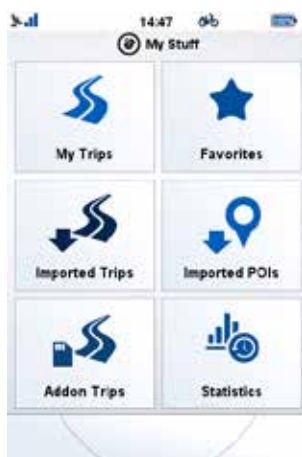 14:47
My Stuff
My Trips Favorites
Imported Trips Imported POIs
Addon Trips Statistics